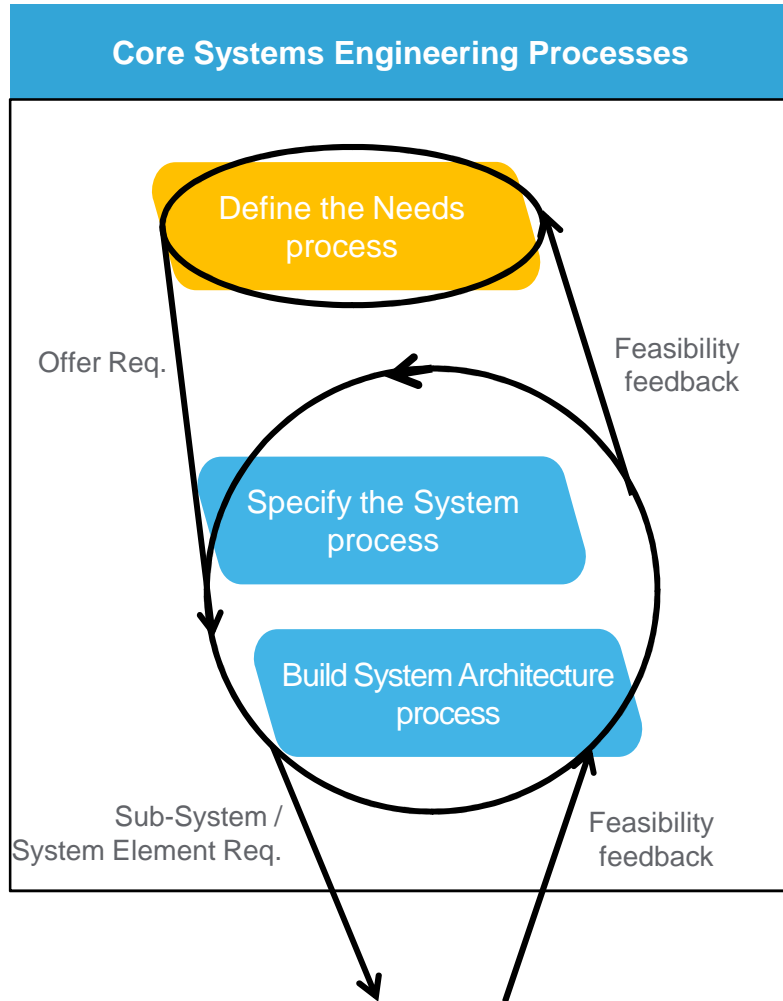 Core Systems Engineering Processes
Define the Needs
process
Offer Req.
Feasibility
feedback
Specify the System
process
Build System Architecture
process
Sub-System /
System Element Req.
Feasibility
feedback